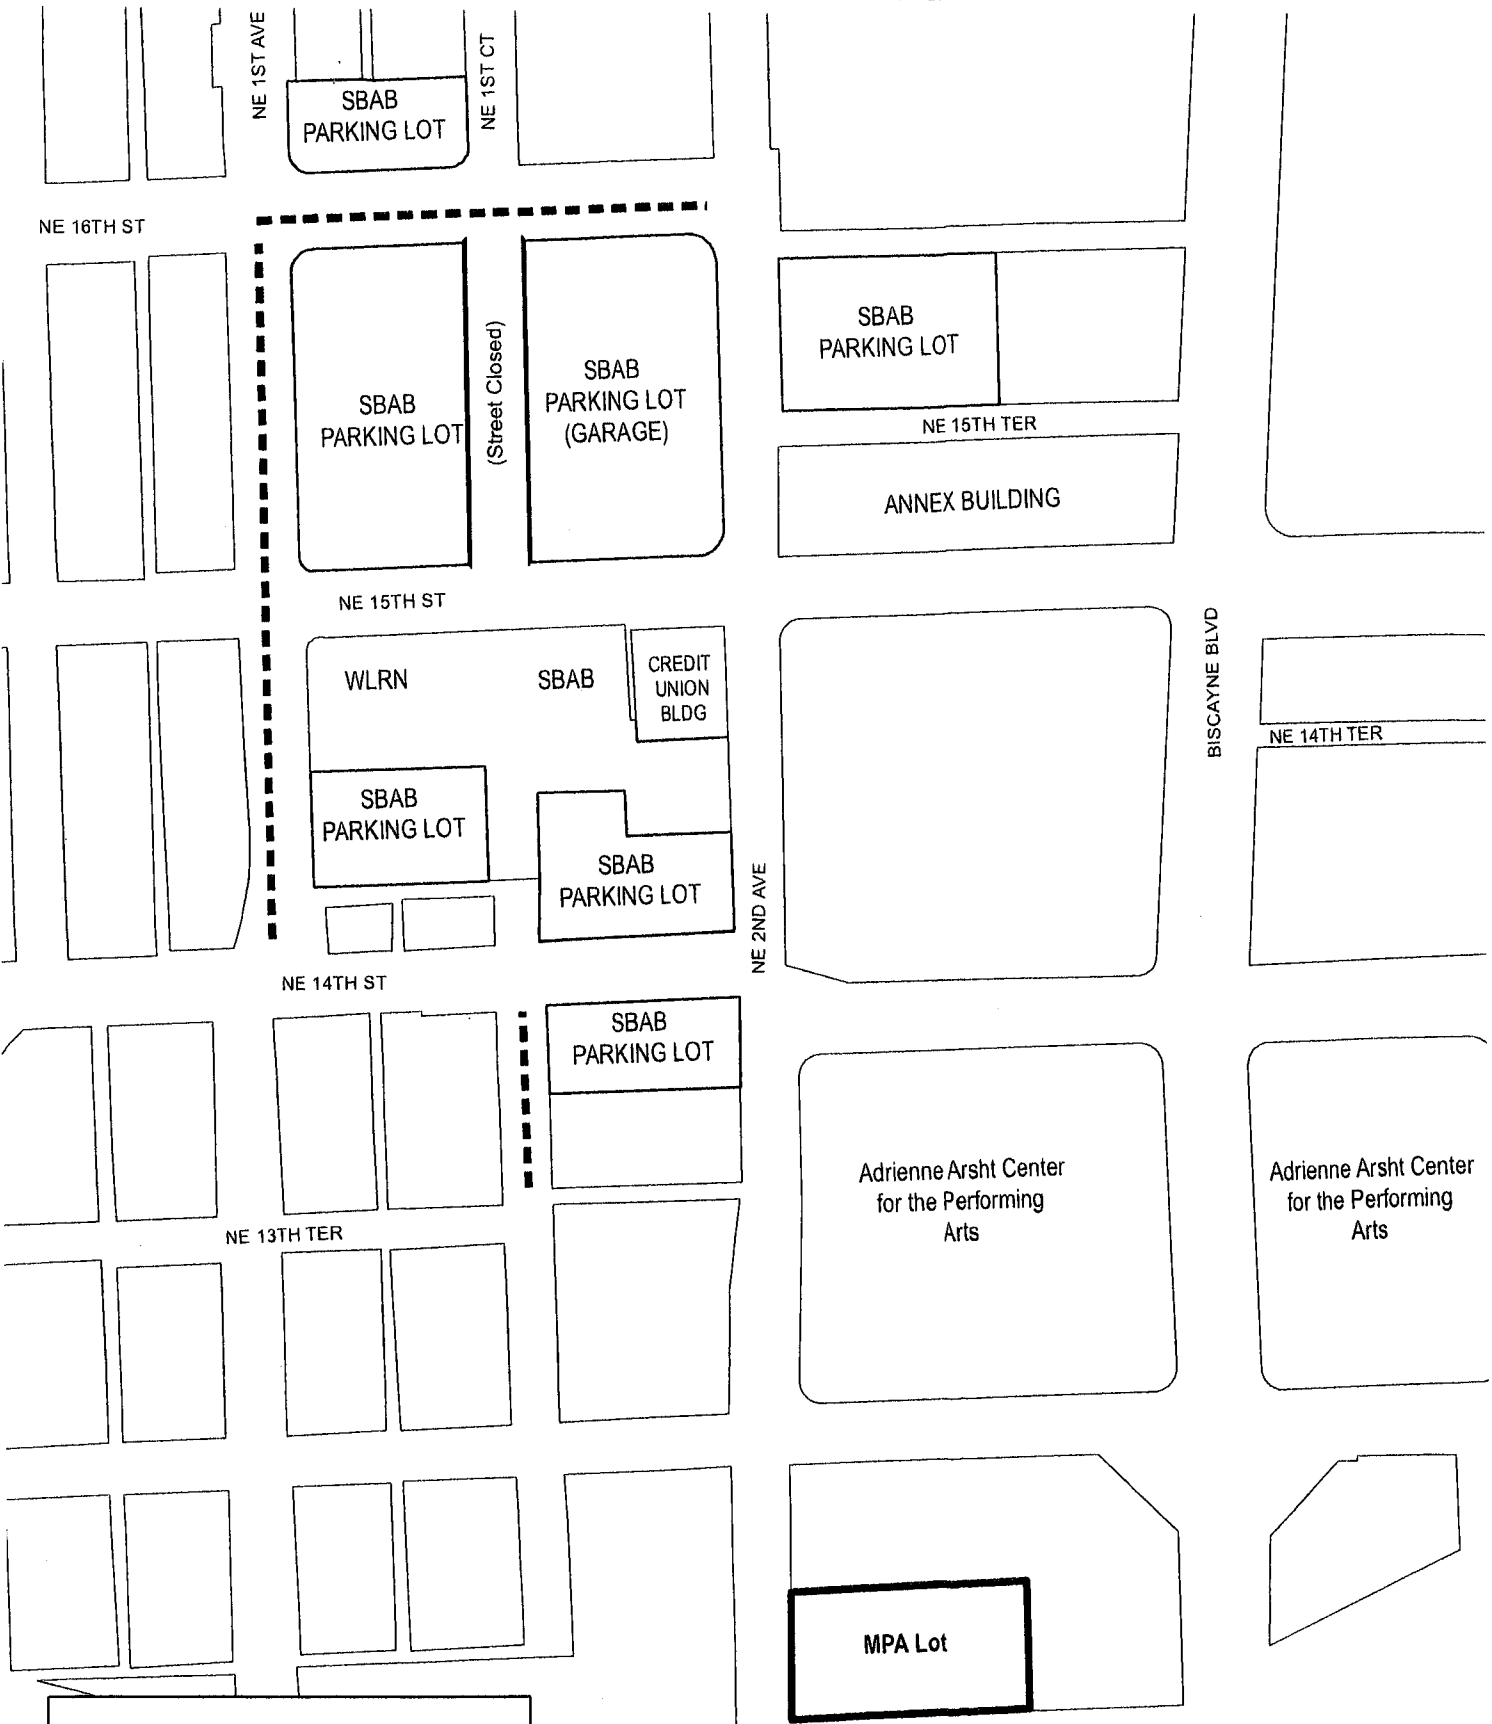 NE 1ST AVE
SBAB
PARKING LOT
NE 1ST CT
NE 16TH ST
SBAB
PARKING LOT
(Street Closed)
SBAB
PARKING LOT
(GARAGE)
SBAB
PARKING LOT
NE 15TH TER
ANNEX BUILDING
NE 15TH ST
WLRN
SBAB
CREDIT
UNION
BLDG
BISCAYNE BLVD
NE 14TH TER
SBAB
PARKING LOT
SBAB
PARKING LOT
NE 2ND AVE
NE 14TH ST
SBAB
PARKING LOT
Adrienne Arsht Center
for the Performing
Arts
Adrienne Arsht Center
for the Performing
Arts
NE 13TH TER
MPA Lot